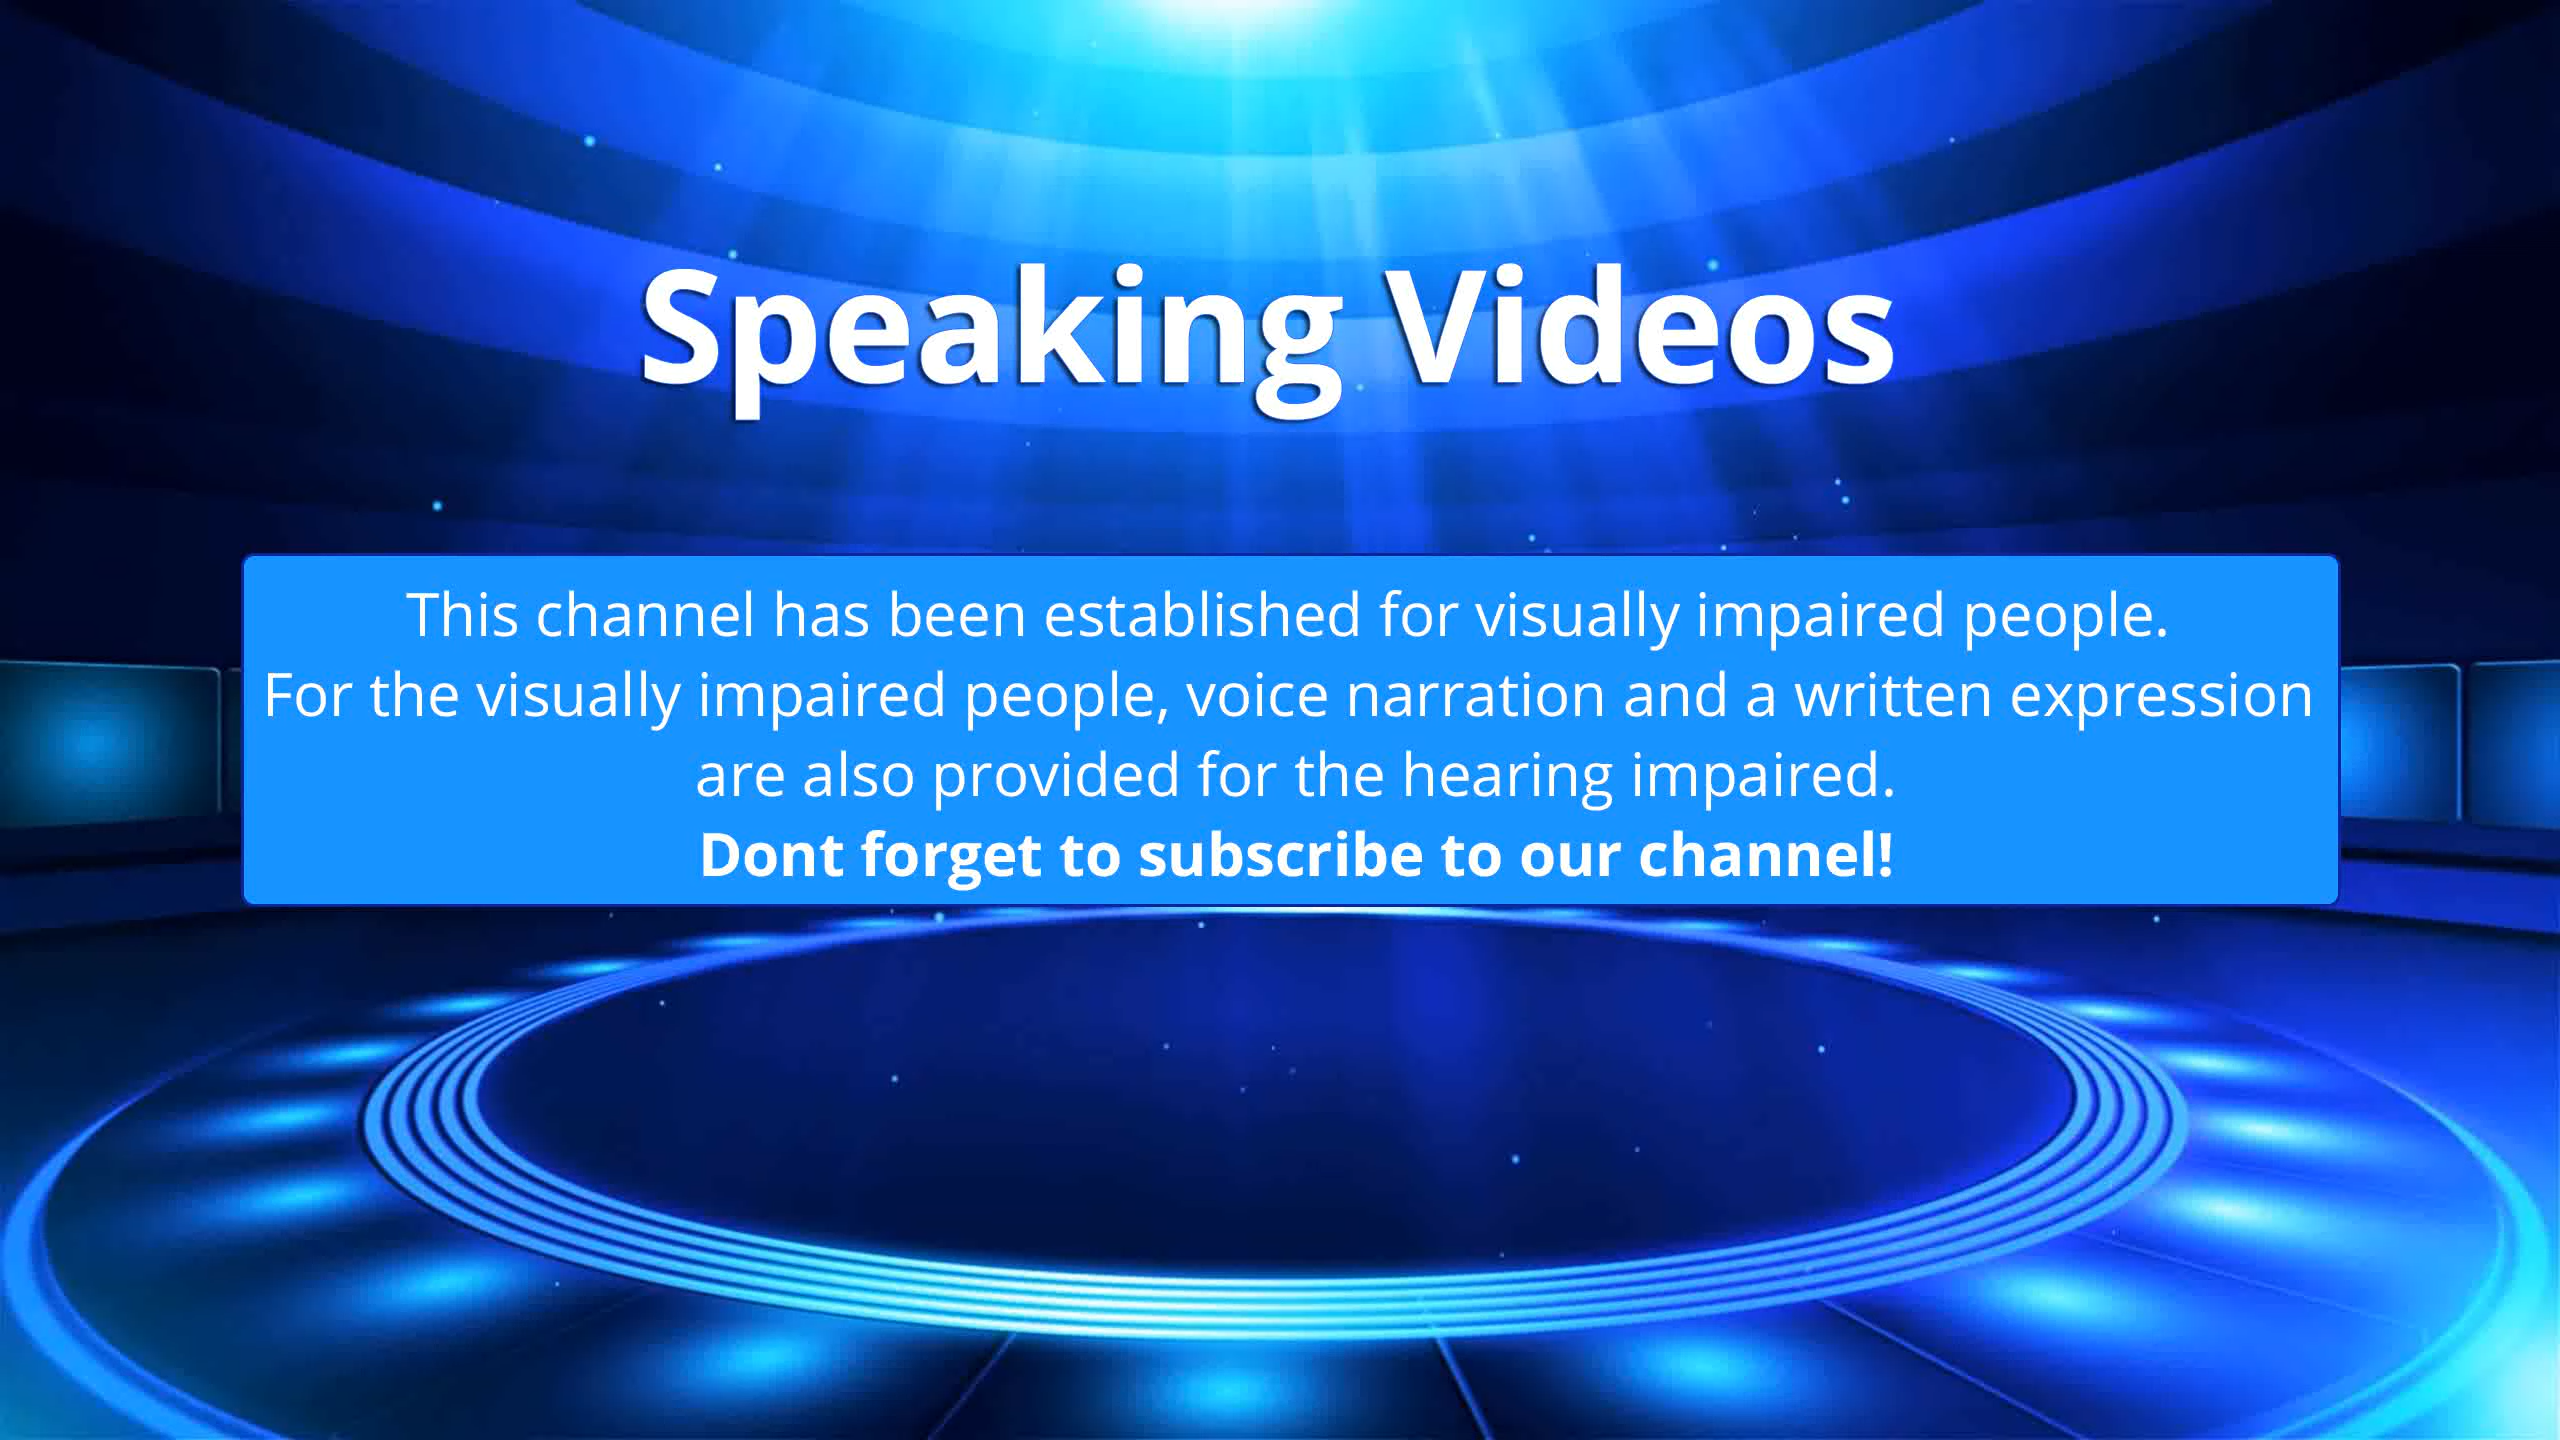 Speaking Videos
This channel has been established for visually impaired people.
For the visually impaired people, voice narration and a written expression
are also provided for the hearing impaired.
Dont forget to subscribe to our channel!